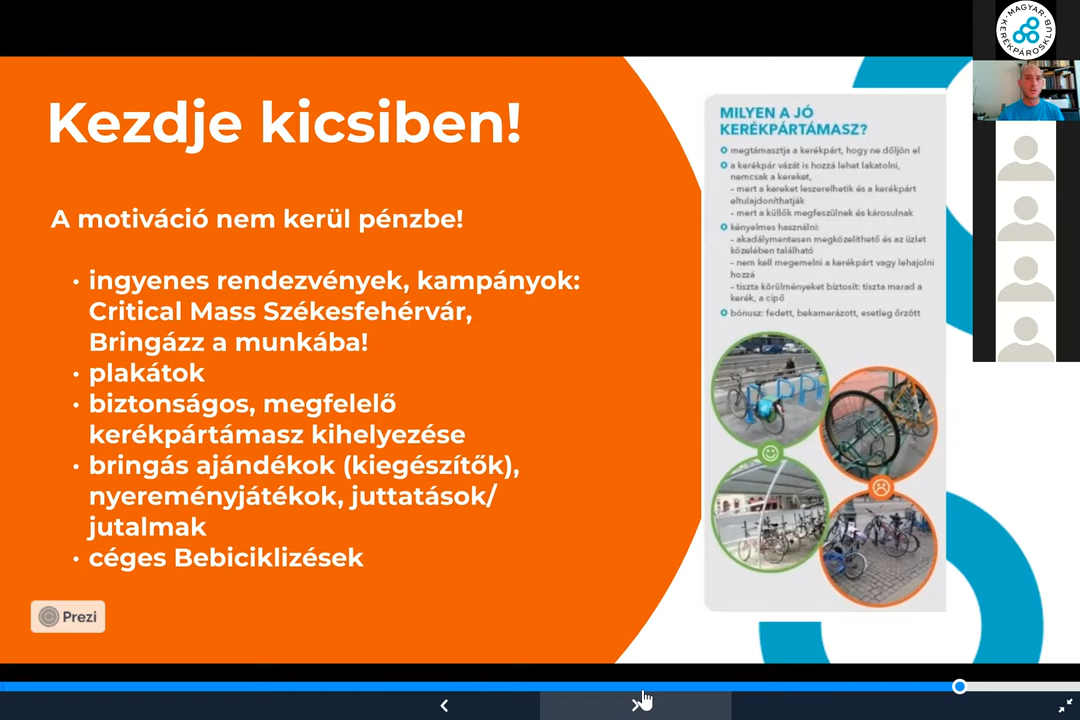 MAGYAR
KERÉKPÁROSKLUB
Kezdje kicsiben!
A motiváció nem kerül pénzbe!
• ingyenes rendezvények, kampányok:
Critical Mass Székesfehérvár,
Bringázz a munkába!
• plakátok
• biztonságos, megfelelő
kerékpártámasz kihelyezése
• bringás ajándékok (kiegészítők),
nyereményjátékok, juttatások/
jutalmak
• céges Bebiciklizések
Prezi
MILYEN A JÓ
KERÉKPÁRTÁMASZ?
megtámasztja a kerékpárt, hogy ne dőljön el
a kerékpár vázát is hozzá lehet lakatolni,
nemcsak a kereket,
– mert a kereket leszerelhetik és a kerékpárt
eltulajdoníthatják
– mert a küllők megfeszülnek és károsulnak
kényelmes használni:
– akadálymentesen megközelíthető és az üzlet
közelében található
– nem kell megemelni a kerékpárt vagy lehajolni
hozzá
– tiszta körülményeket biztosít: tiszta marad a
kerék, a cipő
bónusz: fedett, bekamerázott, esetleg őrzött